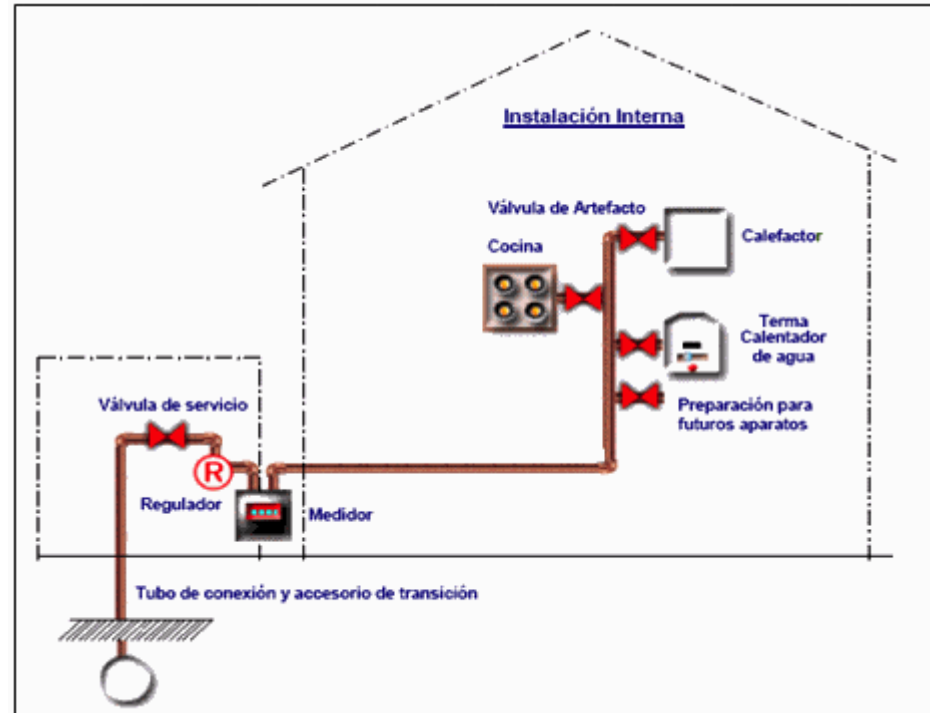 Instalación Interna
Válvula de Artefacto
Cocina
Calefactor
Terma
Calentador
de agua
Preparación para
futuros aparatos
Válvula de servicio
R
Regulador
Medidor
Tubo de conexión y accesorio de transición